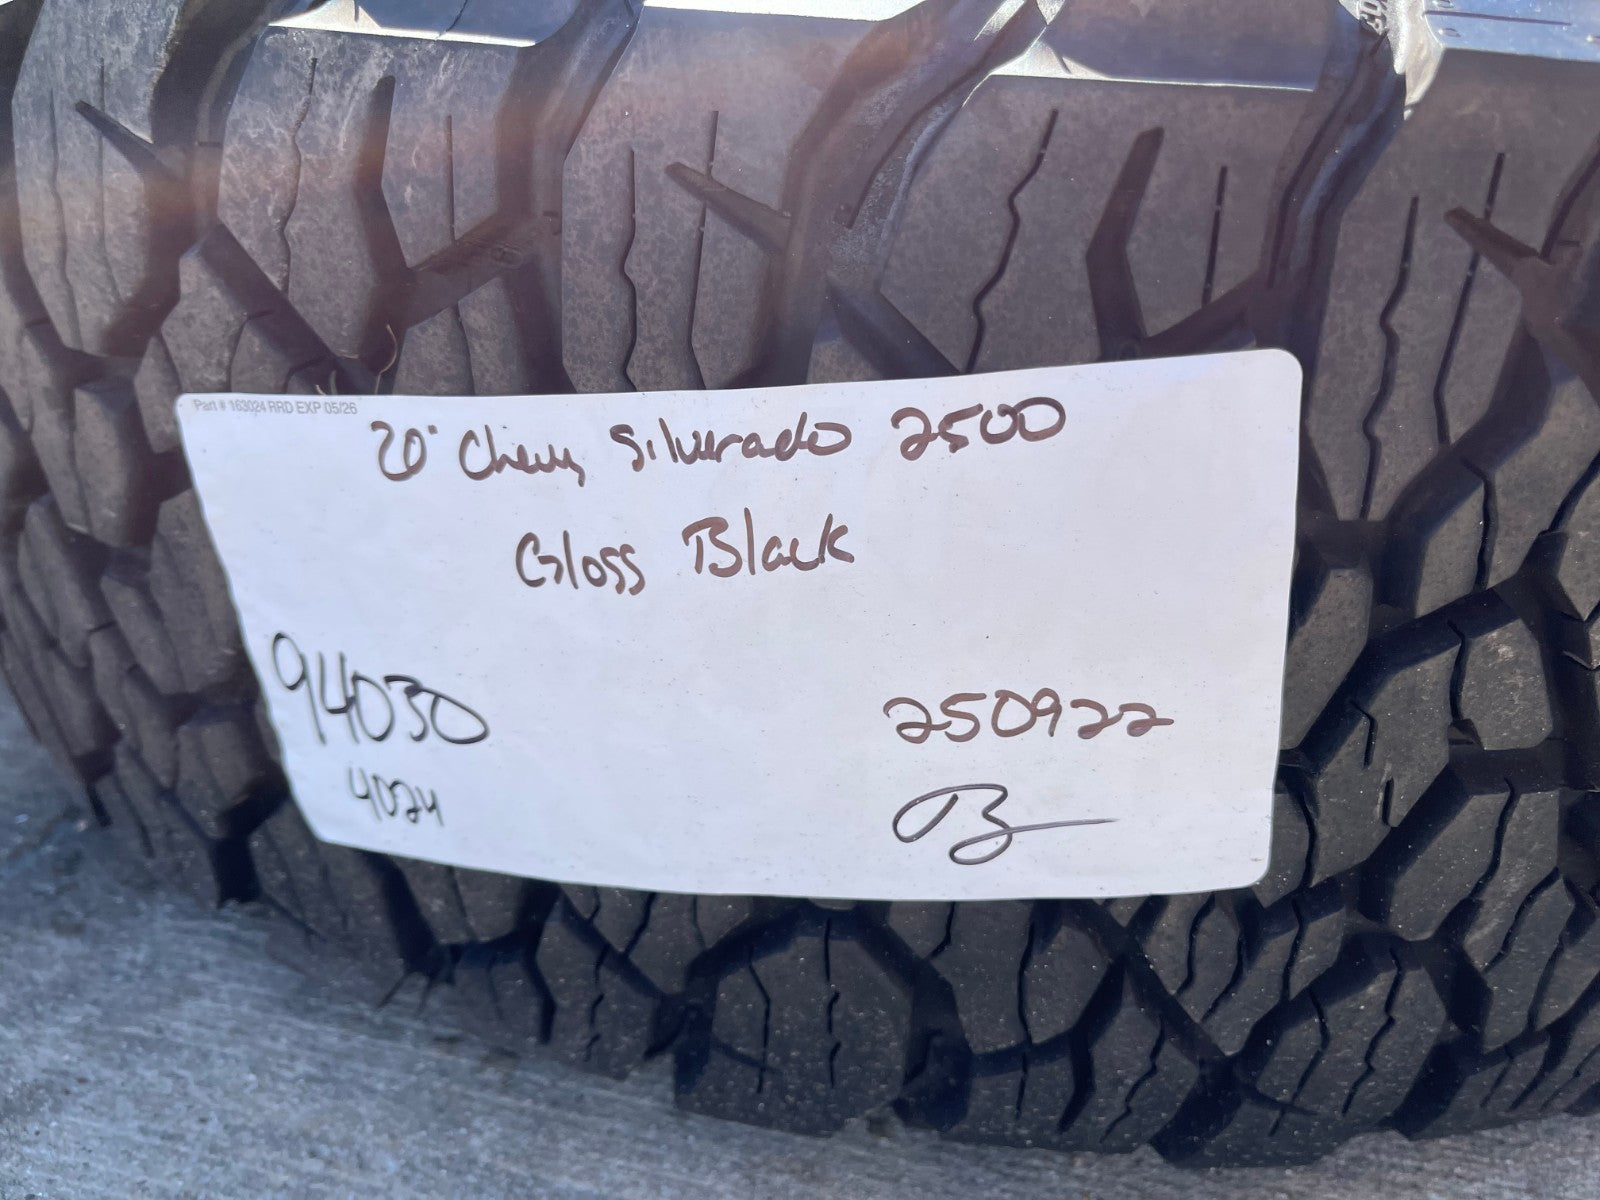 Part # 163024 RRD EXP 05/26
20" Chevy Silverado 2500
Gloss Black
94030
250922
4024